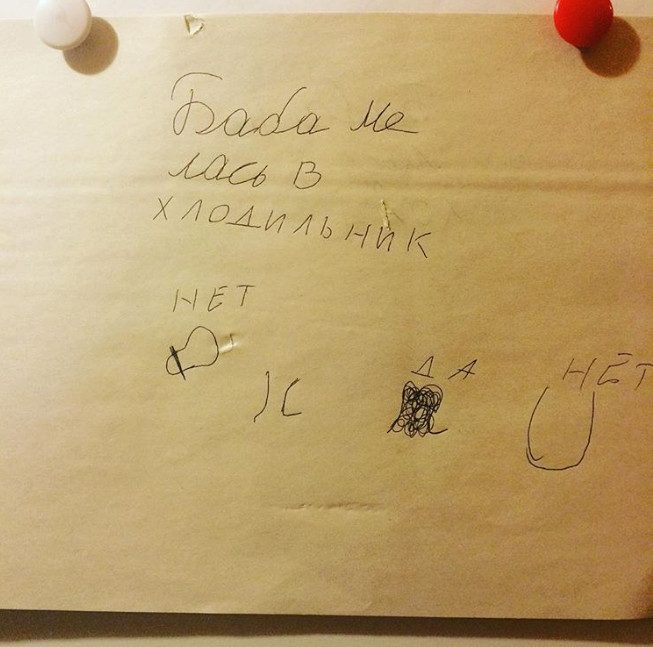 Баба ме
лась в
хлодильник
НЕТ
ДА НЕТ